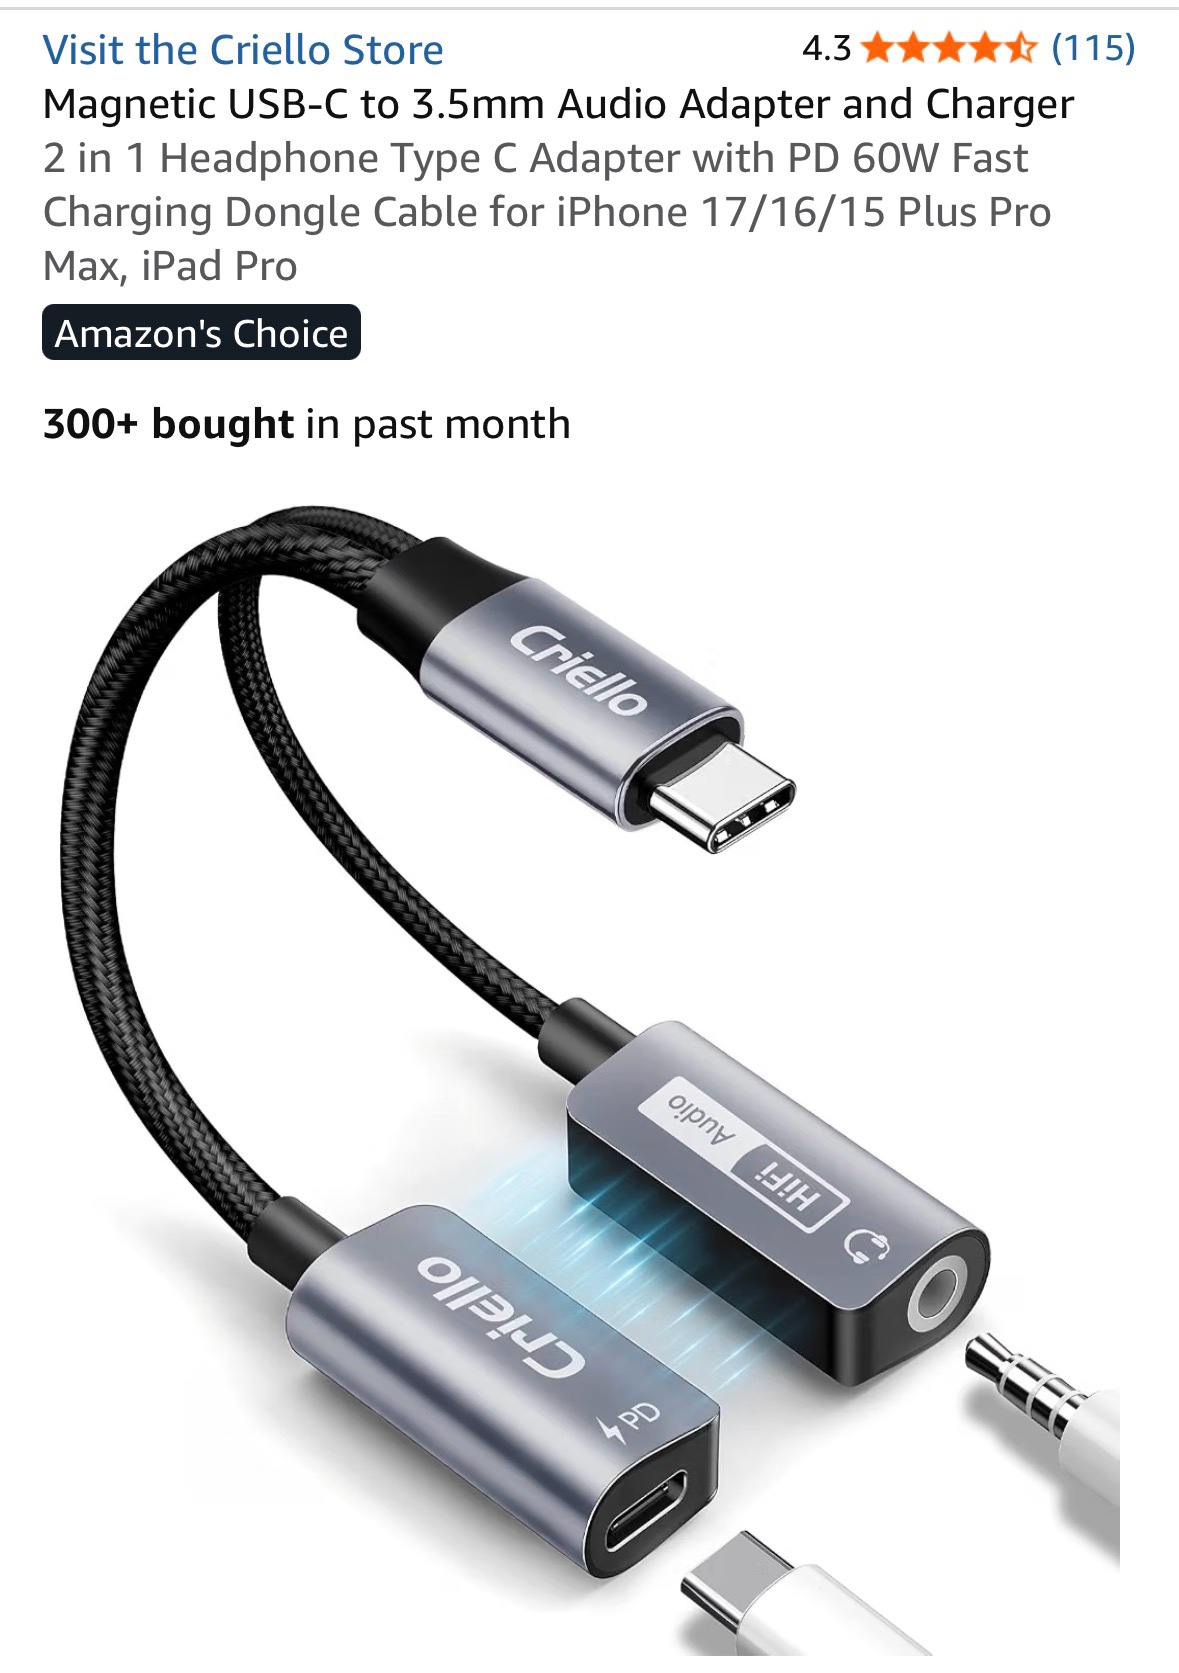 Visit the Criello Store
4.3 (115)
Magnetic USB-C to 3.5mm Audio Adapter and Charger
2 in 1 Headphone Type C Adapter with PD 60W Fast
Charging Dongle Cable for iPhone 17/16/15 Plus Pro
Max, iPad Pro
Amazon's Choice
300+ bought in past month
Criello
Audio HiFi
Criello
PD